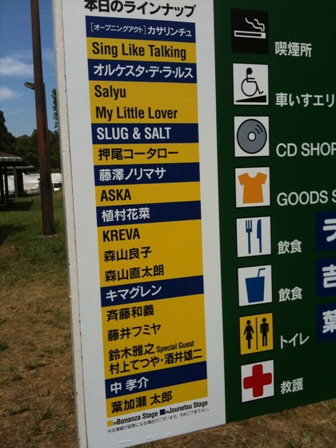 本日のラインナップ
[オープニングアクト]カサリンチュ
Sing Like Talking
オルケスタ・デ・ラ・ルス
Salyu
My Little Lover
SLUG & SALT
押尾コータロー
藤澤ノリマサ
ASKA
植村花菜
KREVA
森山良子
森山直太朗
キマグレン
斉藤和義
藤井フミヤ
鈴木雅之 Special Guest
村上てつや・酒井雄二
中 孝介
葉加瀬 太郎
=Bonanza Stage =Jounetsu Stage
喫煙所
車いすエリ
CD SHOP
GOODS S
飲食
飲食
トイレ
救護